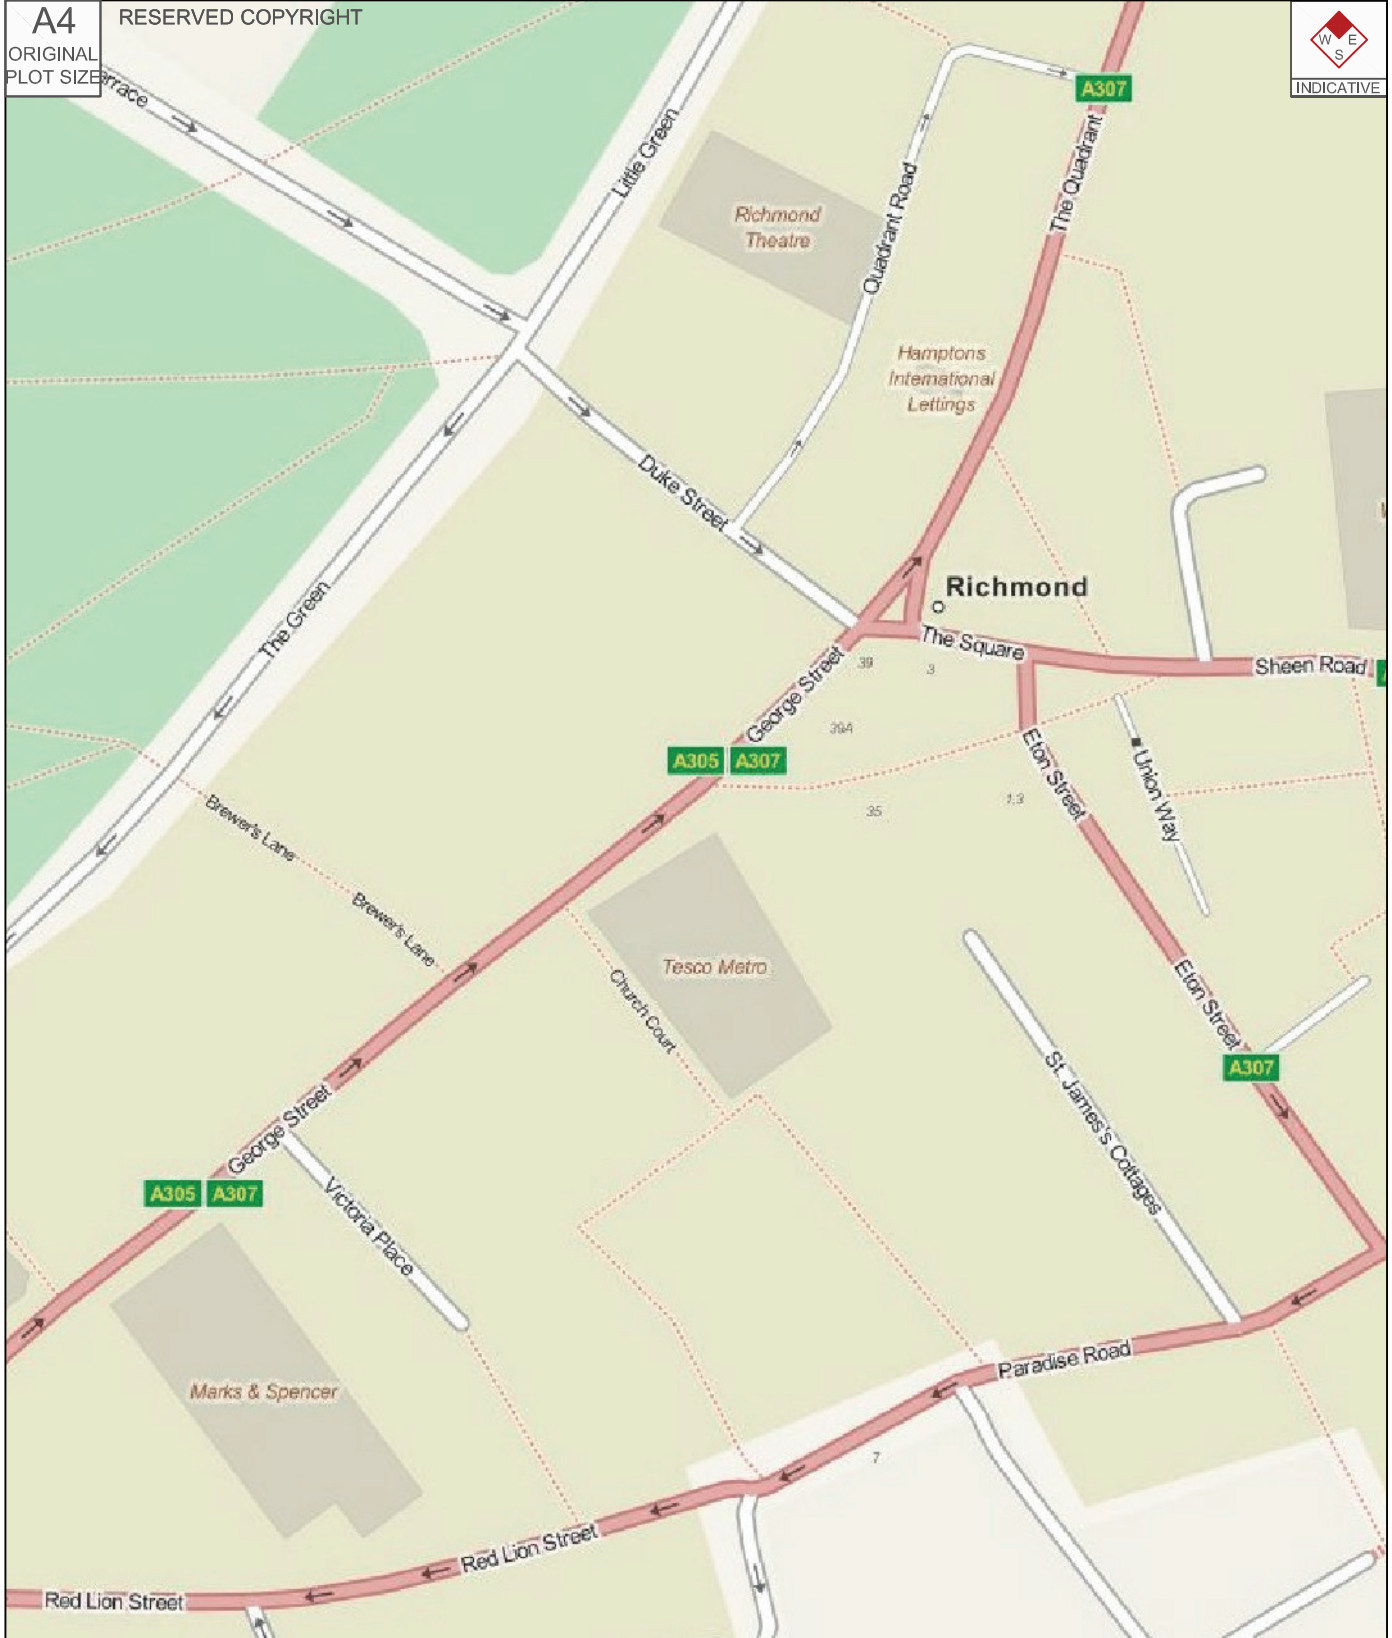 A4
ORIGINAL
PLOT SIZE
RESERVED COPYRIGHT
W E
S
INDICATIVE
errace
Little Green
A307
The Quadrant
Richmond
Theatre
Quadrant Road
Hamptons
International
Lettings
Duke Street
The Green
Richmond
The Square
Sheen Road
39
3
George Street
39A
A305 A307
Eton Street
Union Way
35
1,3
Brewer's Lane
Brewer's Lane
Tesco Metro
Church Court
Eton Street
St. James's Cottages
A307
George Street
A305 A307
Victoria Place
Marks & Spencer
Paradise Road
7
Red Lion Street
Red Lion Street